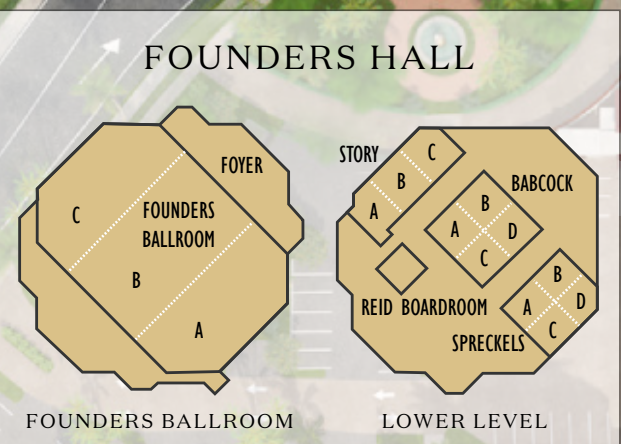 FOUNDERS HALL
FOYER
C
FOUNDERS
BALLROOM
B
A
FOUNDERS BALLROOM
STORY
C
B
A
BABCOCK
B
A
D
C
REID BOARDROOM
B
A
D
C
SPRECKELS
LOWER LEVEL